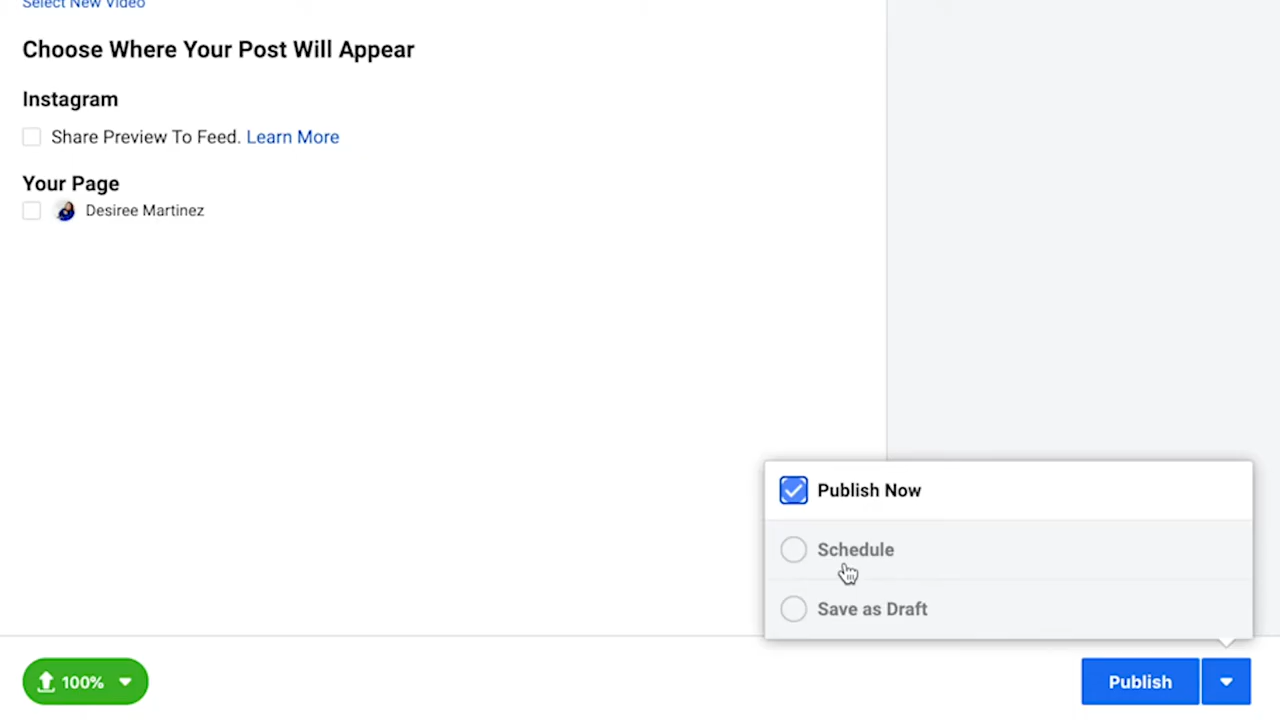 Select New Video
Choose Where Your Post Will Appear
Instagram
Share Preview To Feed. Learn More
Your Page
Desiree Martinez
Publish Now
Schedule
Save as Draft
100%
Publish